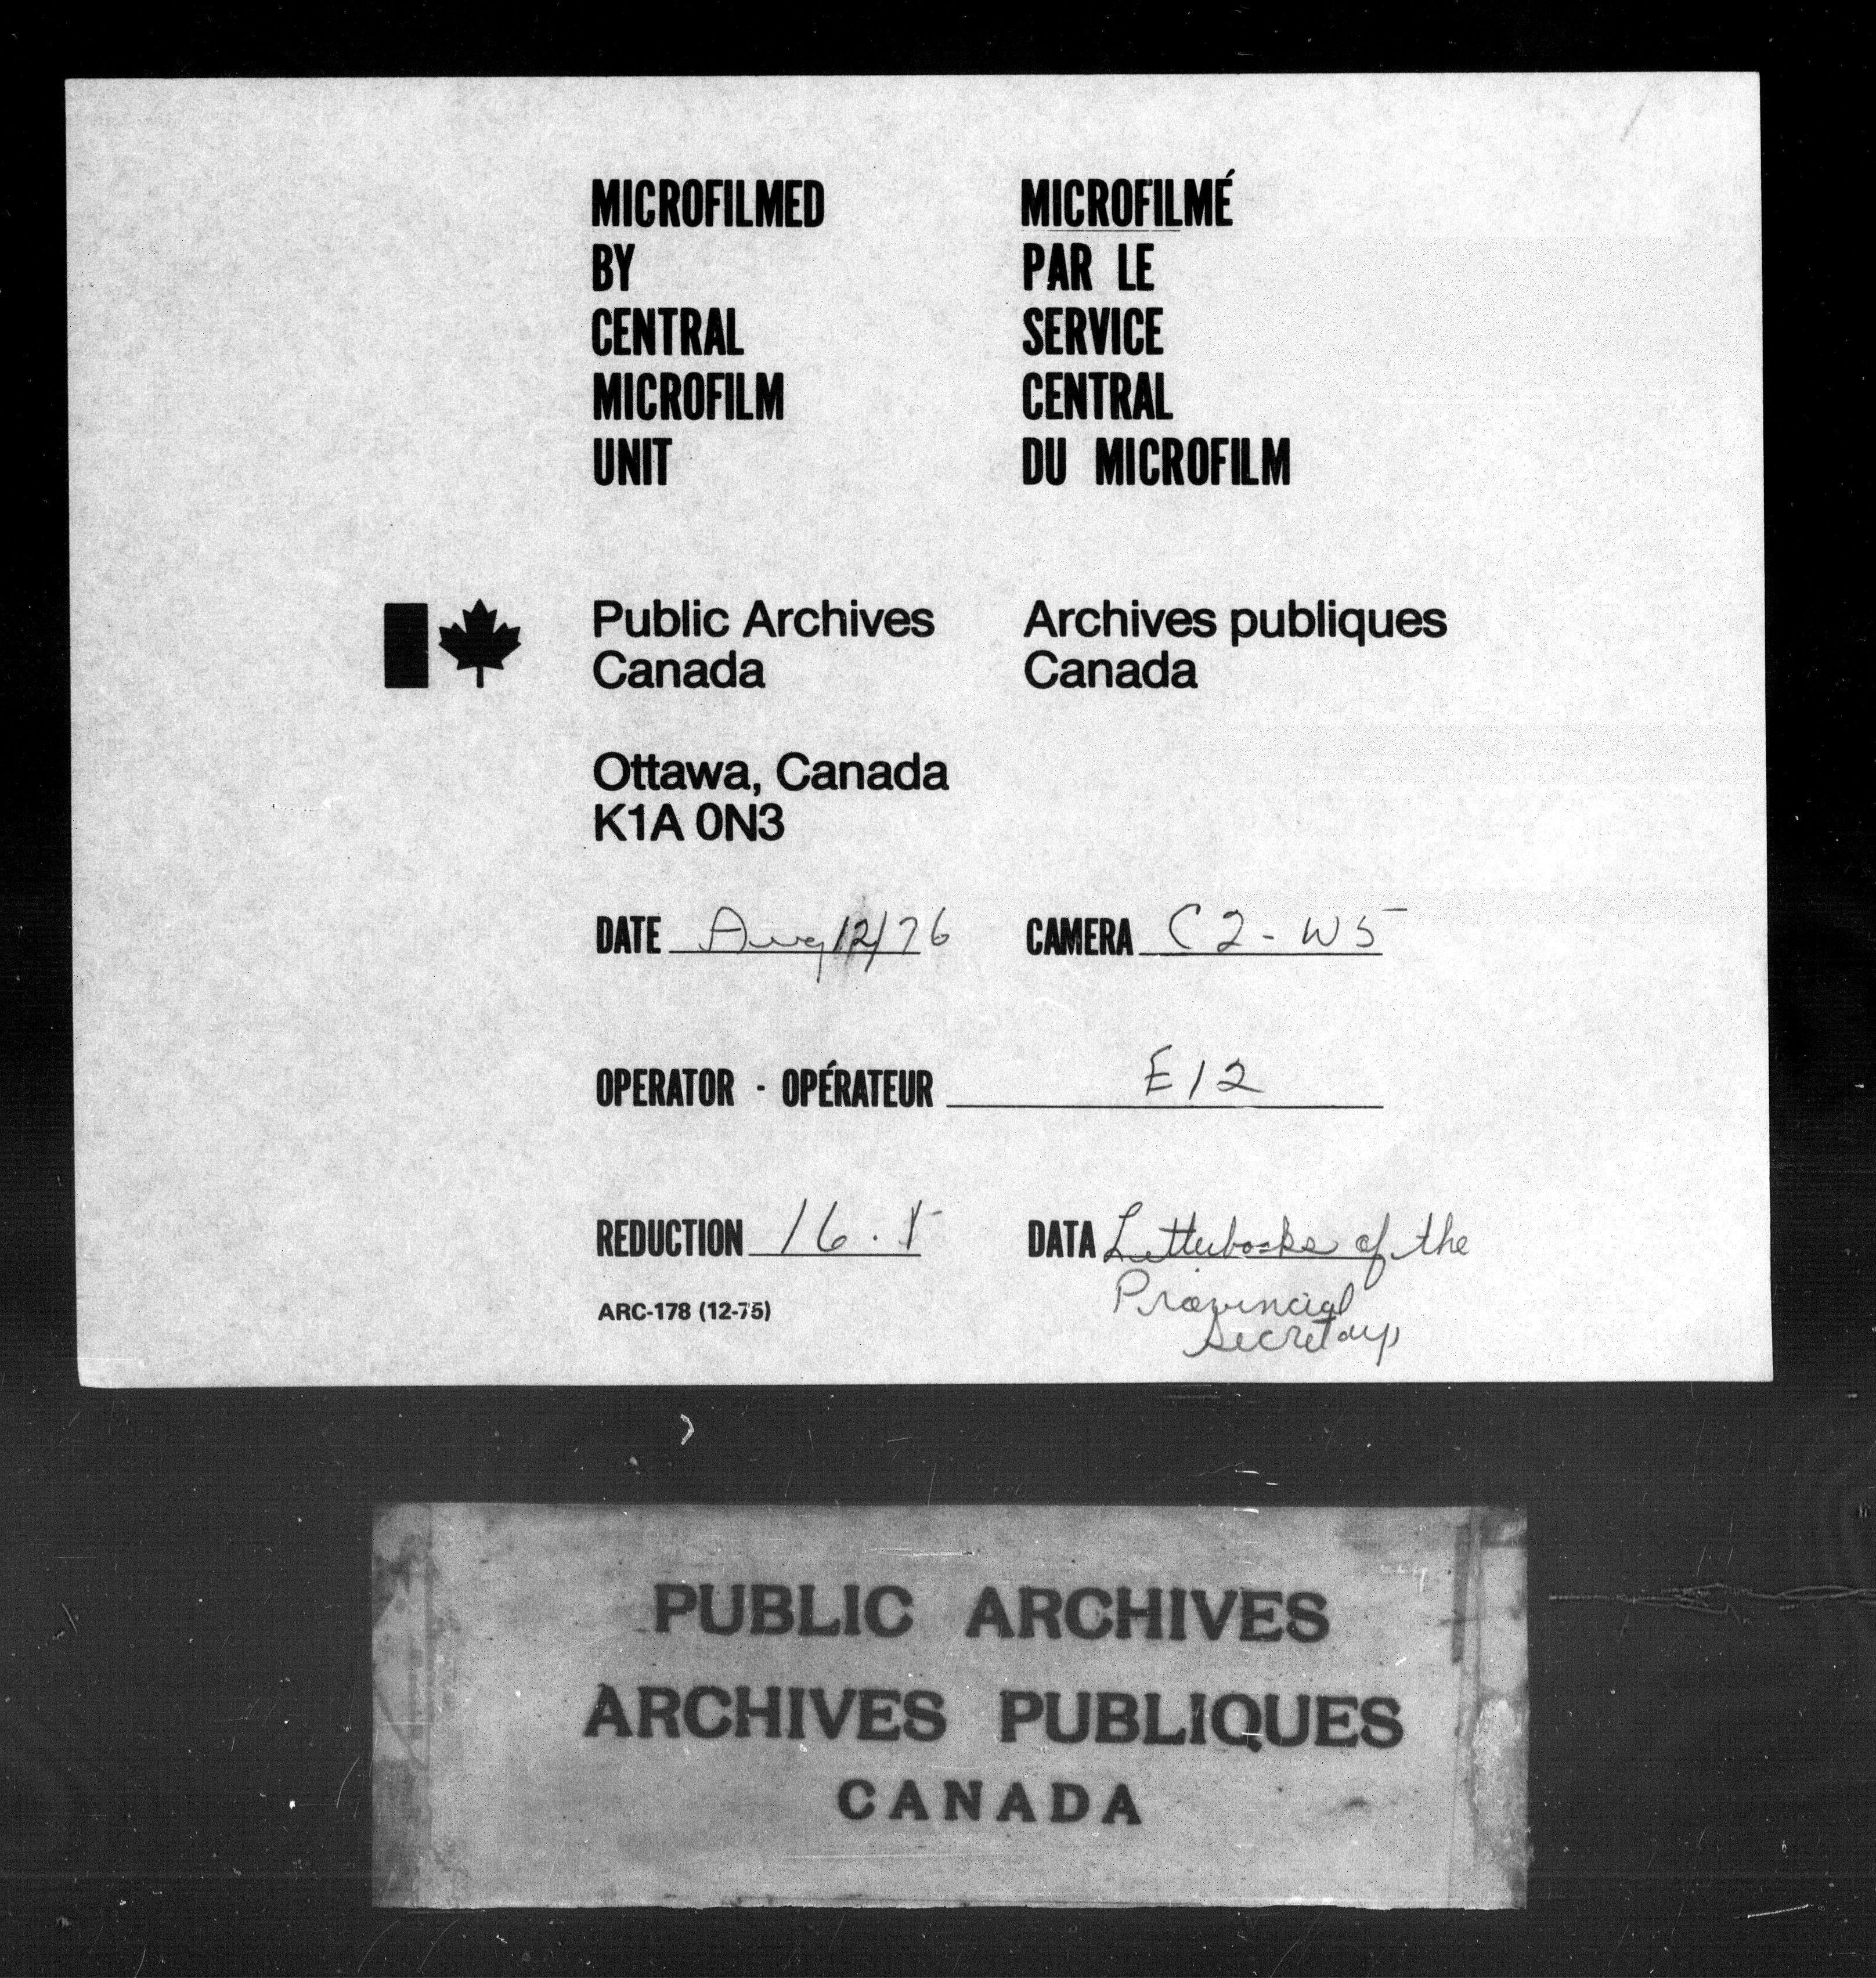 MICROFILMED
BY
CENTRAL
MICROFILM
UNIT
MICROFILMÉ
PAR LE
SERVICE
CENTRAL
DU MICROFILM
Public Archives
Canada
Archives publiques
Canada
Ottawa, Canada
K1A 0N3
DATE Aug 12/76
CAMERA C2-W5
OPERATOR - OPÉRATEUR E12
REDUCTION 16.
DATA Letterbooks of the
Provincial
Secretary
ARC-178 (12-75)
PUBLIC ARCHIVES
ARCHIVES PUBLIQUES
CANADA